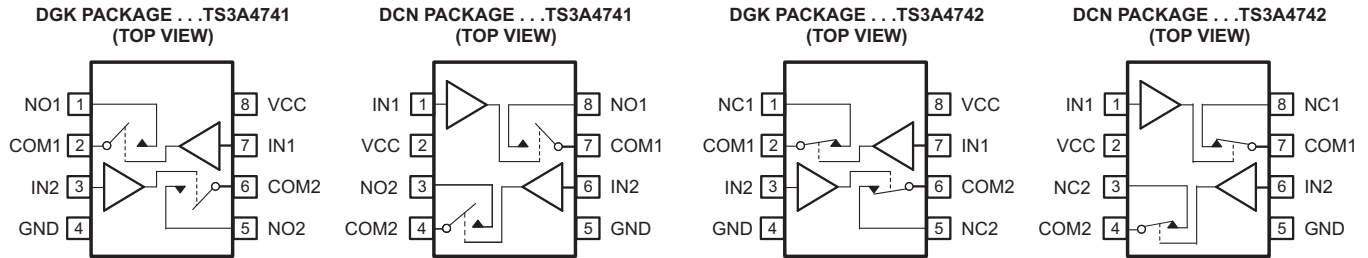 DGK PACKAGE . . .TS3A4741
(TOP VIEW)
NO1 1
COM1 2
IN2 3
GND 4
8 VCC
7 IN1
6 COM2
5 NO2
DCN PACKAGE . . .TS3A4741
(TOP VIEW)
IN1 1
VCC 2
NO2 3
COM2 4
8 NO1
7 COM1
6 IN2
5 GND
DGK PACKAGE . . .TS3A4742
(TOP VIEW)
NC1 1
COM1 2
IN2 3
GND 4
8 VCC
7 IN1
6 COM2
5 NC2
DCN PACKAGE . . .TS3A4742
(TOP VIEW)
IN1 1
VCC 2
NC2 3
COM2 4
8 NC1
7 COM1
6 IN2
5 GND